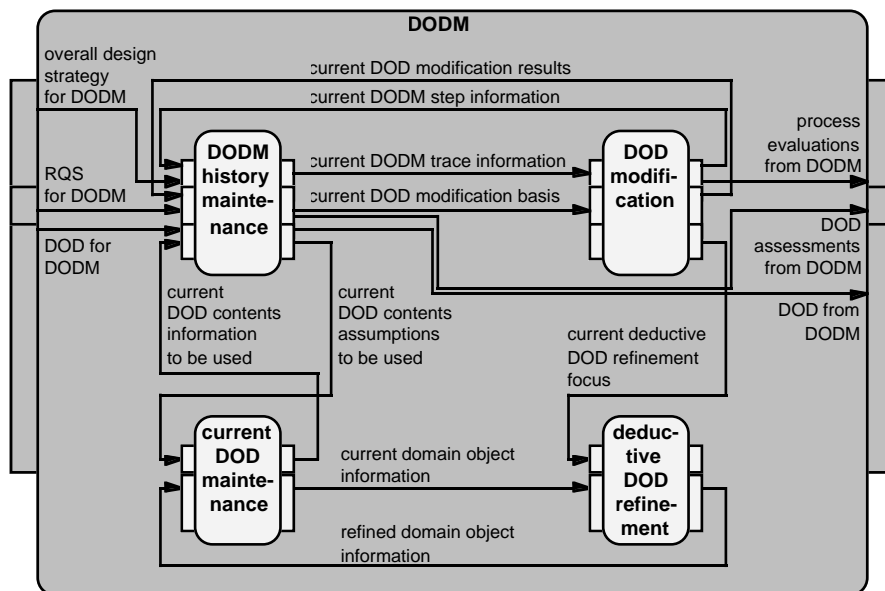 DODM
overall design
strategy
for DODM
current DOD modification results
current DODM step information
process
evaluations
from DODM
DODM
history
mainte-
nance
current DODM trace information
DOD
modifi-
cation
RQS
for DODM
current DOD modification basis
DOD for
DODM
DOD
assessments
from DODM
current
DOD contents
information
to be used
current
DOD contents
assumptions
to be used
DOD from
DODM
current deductive
DOD refinement
focus
current
DOD
mainte-
nance
current domain object
information
deduc-
tive
DOD
refine-
ment
refined domain object
information